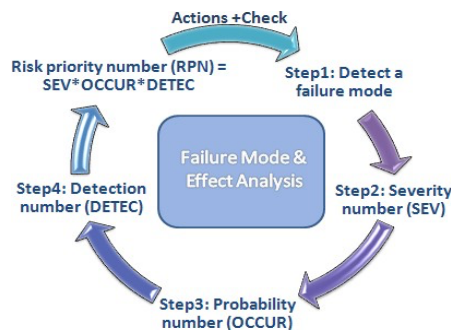 Actions +Check
Risk priority number (RPN) =
SEV*OCCUR*DETEC
Step1: Detect a
failure mode
Failure Mode &
Effect Analysis
Step4: Detection
number (DETEC)
Step2: Severity
number (SEV)
Step3: Probability
number (OCCUR)